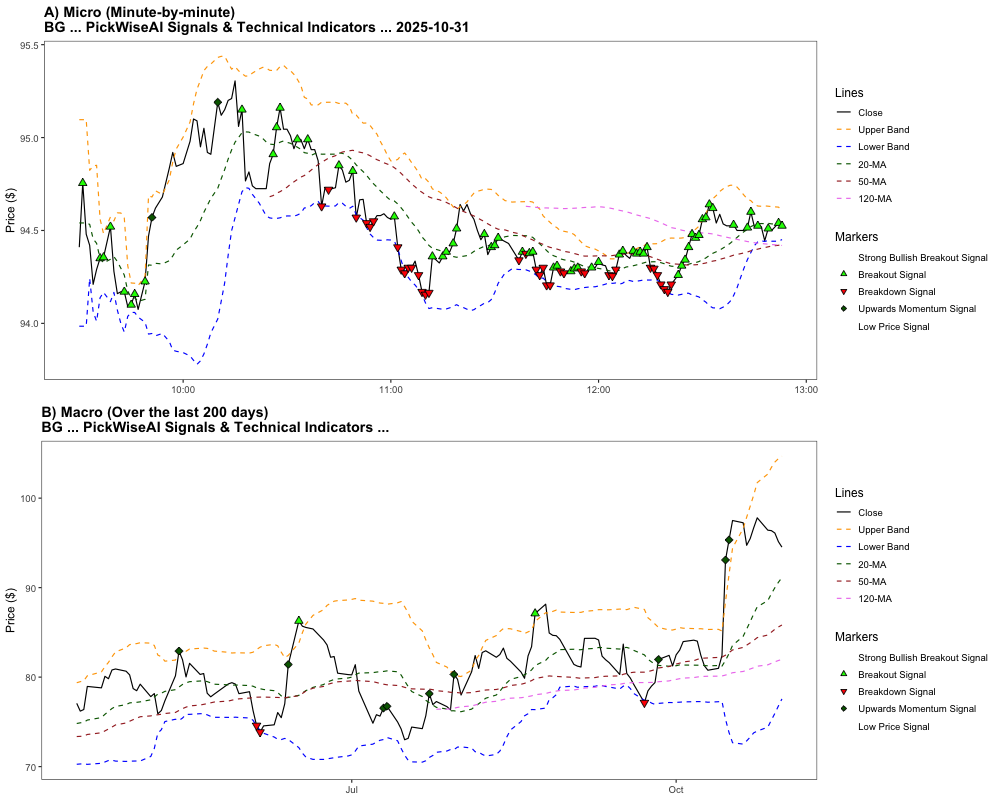 A) Micro (Minute-by-minute)
BG ... PickWiseAI Signals & Technical Indicators ... 2025-10-31
95.5
95.0
94.5
94.0
Price ($)
10:00
11:00
12:00
13:00
Lines
Close
Upper Band
Lower Band
20-MA
50-MA
120-MA
Markers
Strong Bullish Breakout Signal
Breakout Signal
Breakdown Signal
Upwards Momentum Signal
Low Price Signal
B) Macro (Over the last 200 days)
BG ... PickWiseAI Signals & Technical Indicators ...
100
90
80
70
Price ($)
Jul
Oct
Lines
Close
Upper Band
Lower Band
20-MA
50-MA
120-MA
Markers
Strong Bullish Breakout Signal
Breakout Signal
Breakdown Signal
Upwards Momentum Signal
Low Price Signal